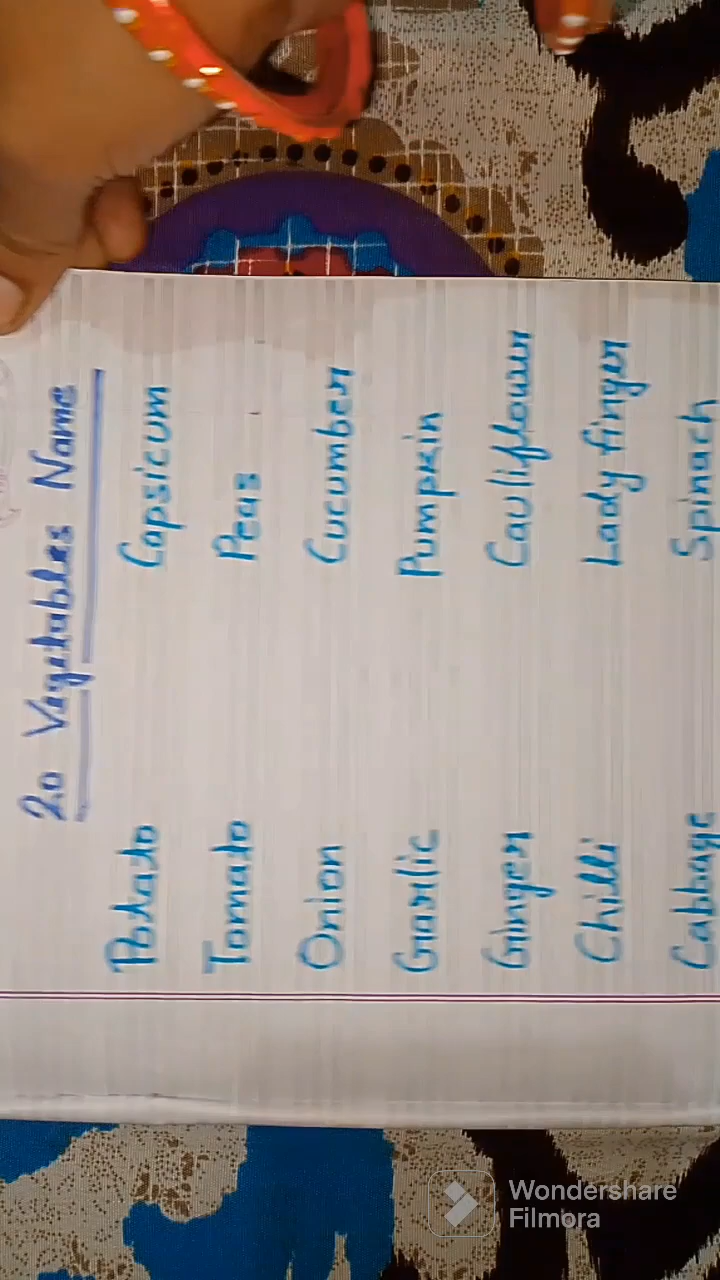 20 Vegetables Name
Potato Capsicum
Tomato Peas
Onion Cucumber
Garlic Pumpkin
Ginger Cauliflower
Chilli Lady finger
Cabbage Spinach
Wondershare
Filmora